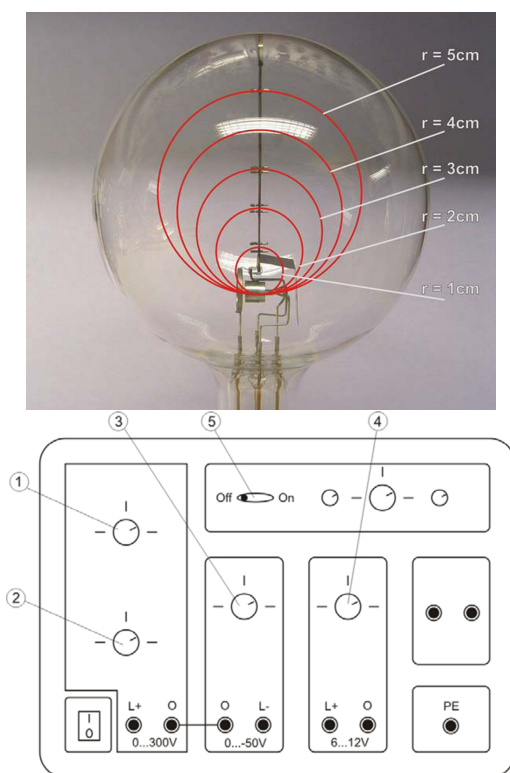 r = 5cm
r = 4cm
r = 3cm
r = 2cm
r = 1cm
3 5 4
1
Off On
2
L+ O O L- L+ O PE
I
O
0...300V 0...-50V 6...12V